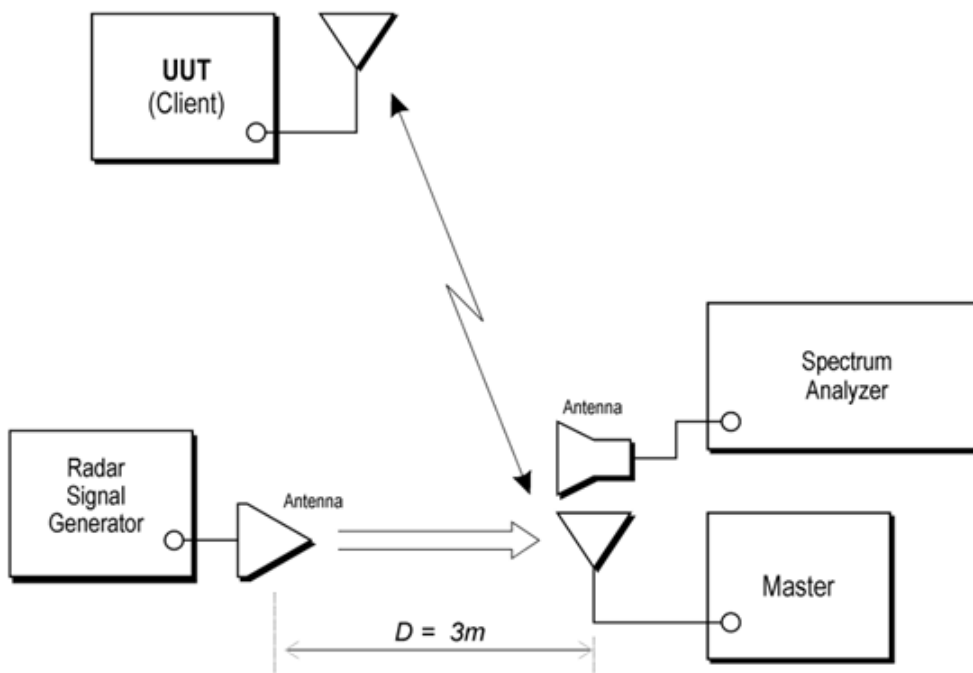 UUT
(Client)
Spectrum
Analyzer
Antenna
Radar
Signal
Generator
Antenna
Master
D = 3m